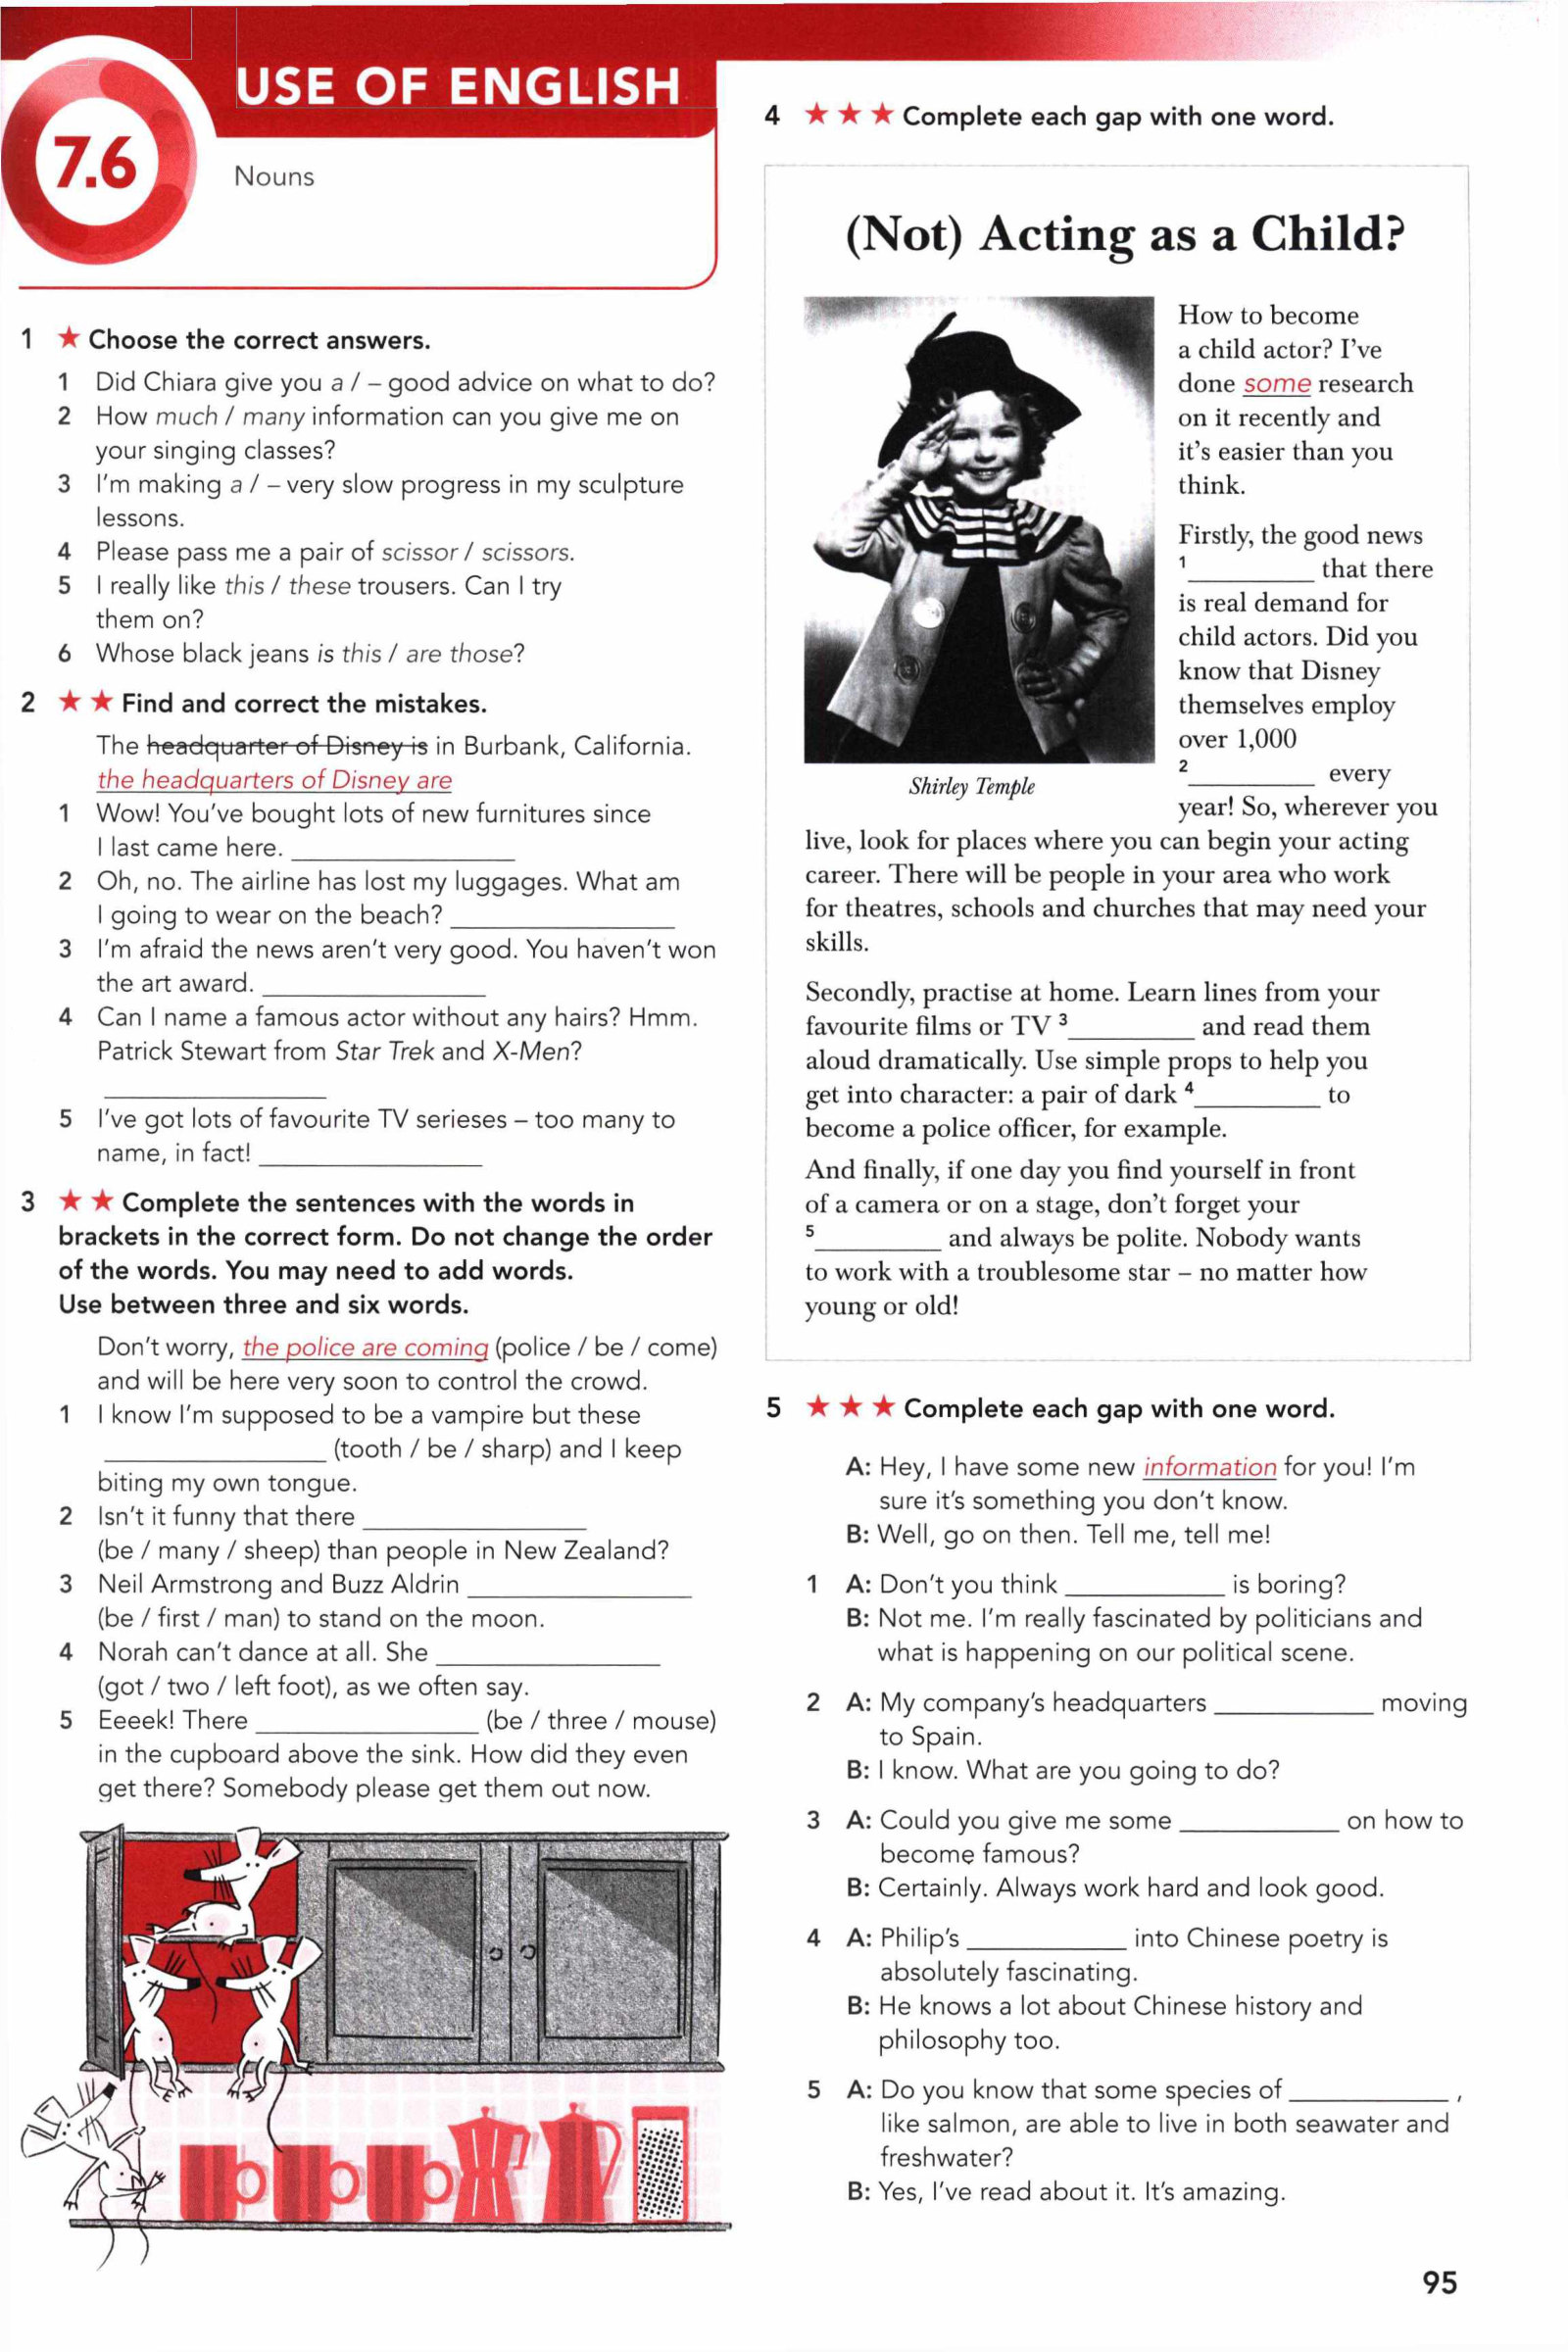 USE OF ENGLISH
7.6
Nouns
1 ★ Choose the correct answers.
1 Did Chiara give you a / – good advice on what to do?
2 How much / many information can you give me on
your singing classes?
3 I'm making a / – very slow progress in my sculpture
lessons.
4 Please pass me a pair of scissor / scissors.
5 I really like this / these trousers. Can I try
them on?
6 Whose black jeans is this / are those?
2 ★ ★ Find and correct the mistakes.
The headquarter of Disney is in Burbank, California.
the headquarters of Disney are
1 Wow! You've bought lots of new furnitures since
I last came here. ____________
2 Oh, no. The airline has lost my luggages. What am
I going to wear on the beach? ____________
3 I'm afraid the news aren't very good. You haven't won
the art award. ____________
4 Can I name a famous actor without any hairs? Hmm.
Patrick Stewart from Star Trek and X-Men?
____________
5 I've got lots of favourite TV serieses – too many to
name, in fact! ____________
3 ★ ★ Complete the sentences with the words in
brackets in the correct form. Do not change the order
of the words. You may need to add words.
Use between three and six words.
Don't worry, the police are coming (police / be / come)
and will be here very soon to control the crowd.
1 I know I'm supposed to be a vampire but these
____________ (tooth / be / sharp) and I keep
biting my own tongue.
2 Isn't it funny that there ____________
(be / many / sheep) than people in New Zealand?
3 Neil Armstrong and Buzz Aldrin ____________
(be / first / man) to stand on the moon.
4 Norah can't dance at all. She ____________
(got / two / left foot), as we often say.
5 Eeeek! There ____________ (be / three / mouse)
in the cupboard above the sink. How did they even
get there? Somebody please get them out now.
4 ★ ★ ★ Complete each gap with one word.
(Not) Acting as a Child?
How to become
a child actor? I've
done some research
on it recently and
it's easier than you
think.
Firstly, the good news
1__________ that there
is real demand for
child actors. Did you
know that Disney
themselves employ
over 1,000
2__________ every
year! So, wherever you
Shirley Temple
live, look for places where you can begin your acting
career. There will be people in your area who work
for theatres, schools and churches that may need your
skills.
Secondly, practise at home. Learn lines from your
favourite films or TV 3__________ and read them
aloud dramatically. Use simple props to help you
get into character: a pair of dark 4__________ to
become a police officer, for example.
And finally, if one day you find yourself in front
of a camera or on a stage, don't forget your
5__________ and always be polite. Nobody wants
to work with a troublesome star – no matter how
young or old!
5 ★ ★ ★ Complete each gap with one word.
A: Hey, I have some new information for you! I'm
sure it's something you don't know.
B: Well, go on then. Tell me, tell me!
1 A: Don't you think __________ is boring?
B: Not me. I'm really fascinated by politicians and
what is happening on our political scene.
2 A: My company's headquarters __________ moving
to Spain.
B: I know. What are you going to do?
3 A: Could you give me some __________ on how to
become famous?
B: Certainly. Always work hard and look good.
4 A: Philip's __________ into Chinese poetry is
absolutely fascinating.
B: He knows a lot about Chinese history and
philosophy too.
5 A: Do you know that some species of __________ ,
like salmon, are able to live in both seawater and
freshwater?
B: Yes, I've read about it. It's amazing.
95